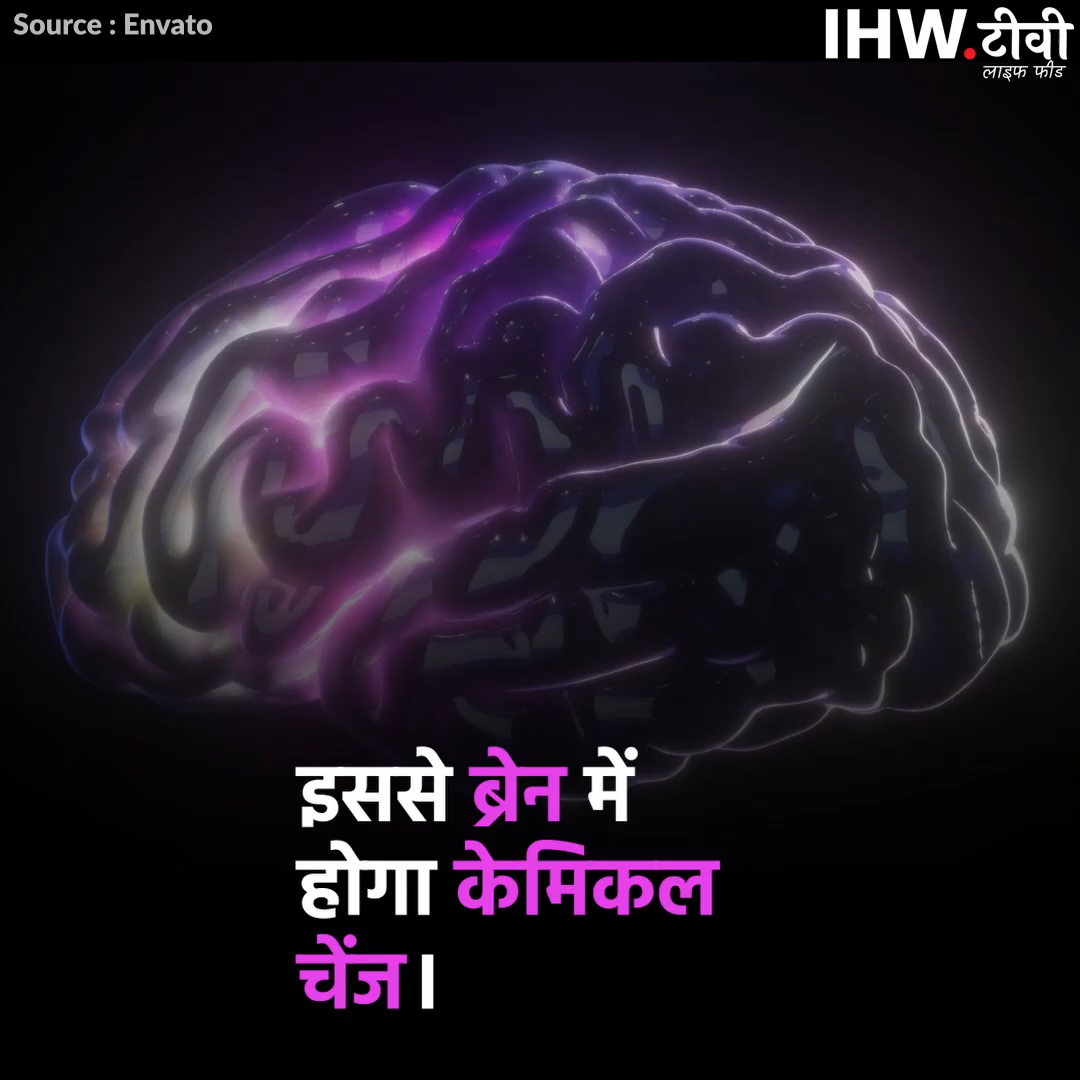 Source : Envato
IHW.टीवी
लाइफ फीड
इससे ब्रेन में
होगा केमिकल
चेंज।